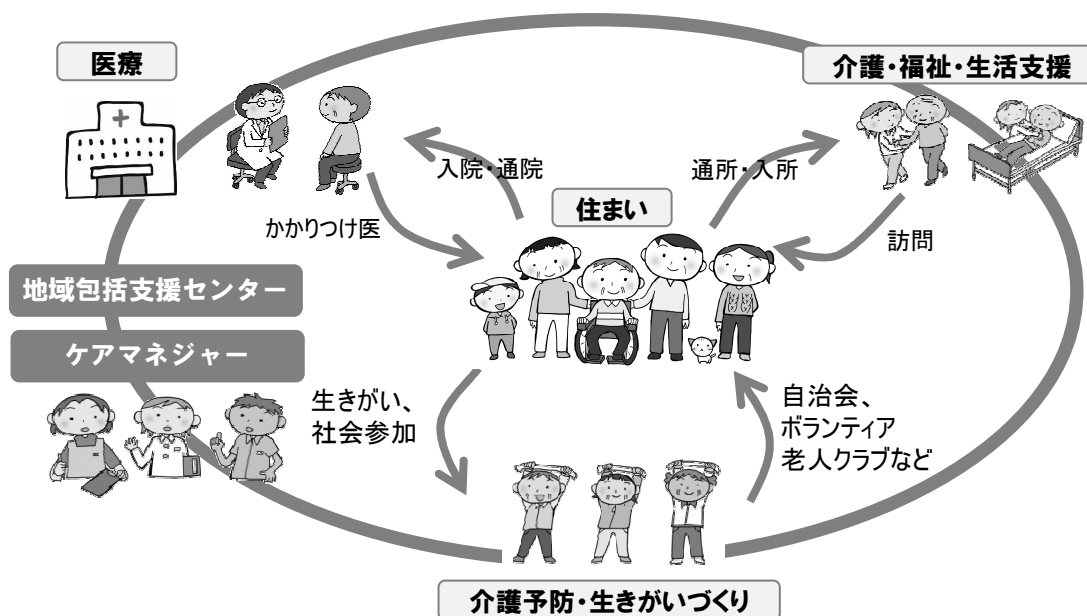 医療
介護・福祉・生活支援
入院・通院
通所・入所
住まい
かかりつけ医
訪問
地域包括支援センター
ケアマネジャー
生きがい、
社会参加
自治会、
ボランティア
老人クラブなど
介護予防・生きがいづくり